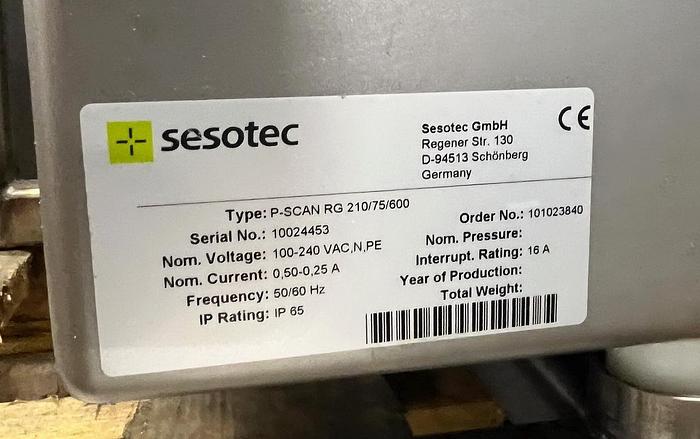 sesotec
Sesotec GmbH
Regener Str. 130
D-94513 Schönberg
Germany
CE
Type: P-SCAN RG 210/75/600
Serial No.: 10024453
Nom. Voltage: 100-240 VAC,N,PE
Nom. Current: 0,50-0,25 A
Frequency: 50/60 Hz
IP Rating: IP 65
Order No.: 101023840
Nom. Pressure:
Interrupt. Rating: 16 A
Year of Production:
Total Weight: